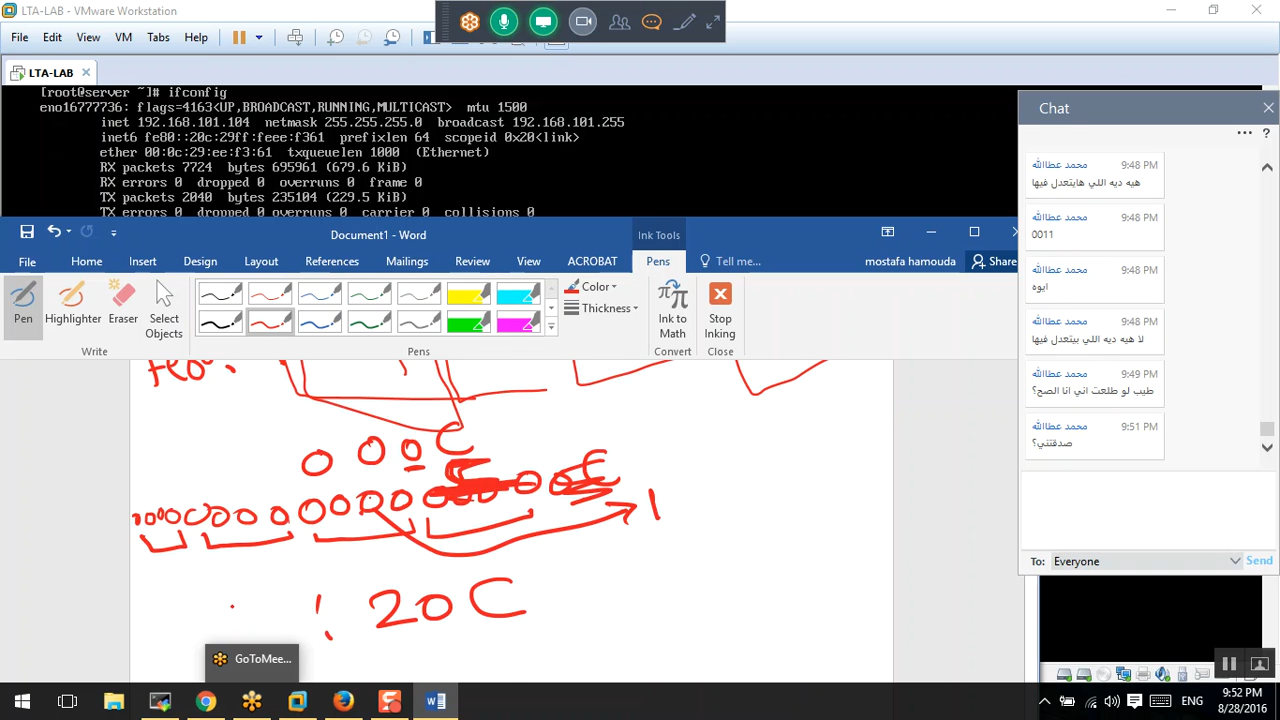 LTA-LAB - VMware Workstation
File Edit View VM Tabs Help
LTA-LAB
[root@server ~]# ifconfig
eno16777736: flags=4163<UP,BROADCAST,RUNNING,MULTICAST> mtu 1500
inet 192.168.101.104 netmask 255.255.255.0 broadcast 192.168.101.255
inet6 fe80::20c:29ff:feee:f361 prefixlen 64 scopeid 0x20<link>
ether 00:0c:29:ee:f3:61 txqueuelen 1000 (Ethernet)
RX packets 7724 bytes 695961 (679.6 KiB)
RX errors 0 dropped 0 overruns 0 frame 0
TX packets 2040 bytes 235104 (229.5 KiB)
TX errors 0 dropped 0 overruns 0 carrier 0 collisions 0
Document1 - Word
Ink Tools
File Home Insert Design Layout References Mailings Review View ACROBAT Pens Tell me... mostafa hamouda Share
Pen Highlighter Eraser Select Objects
Color
Thickness
Ink to Math
Stop Inking
Write Pens Convert Close
fe80:
0 0 0 C
1
: 20C
GoToMee...
Chat
محمد عطاالله 9:48 PM
هيه ديه اللي هايتعدل فيها
محمد عطاالله 9:48 PM
0011
محمد عطاالله 9:48 PM
ايوه
محمد عطاالله 9:48 PM
لا هيه ديه اللي بيتعدل فيها
محمد عطاالله 9:49 PM
طيب لو طلعت اني انا الصح؟
محمد عطاالله 9:51 PM
صدقتني؟
To: Everyone Send
ENG
9:52 PM
8/28/2016